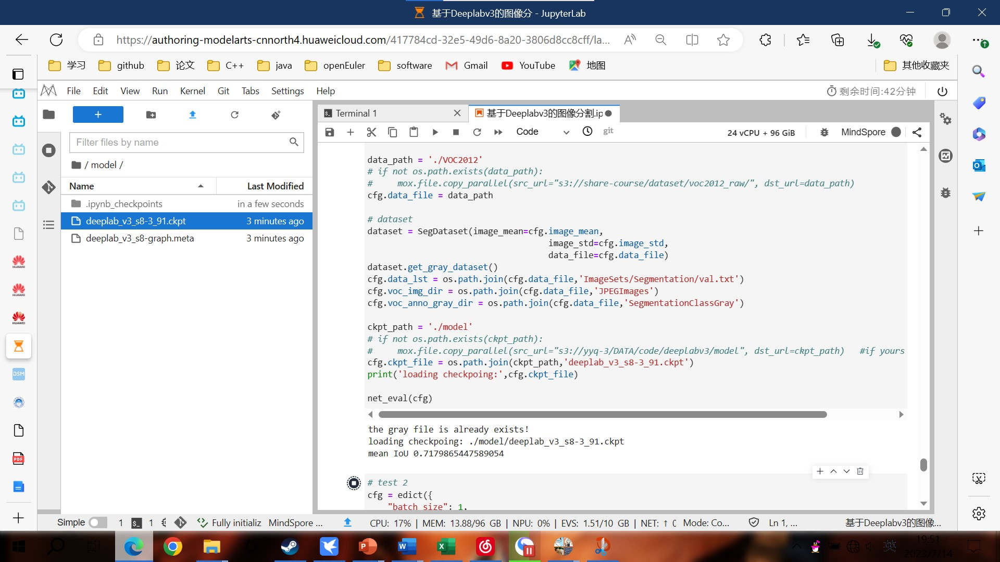 基于Deeplabv3的图像分 - JupyterLab
https://authoring-modelarts-cnnorth4.huaweicloud.com/417784cd-32e5-49d6-8a20-3806d8cc8cff/la...
学习 github 论文 C++ java openEuler software Gmail YouTube 地图 其他收藏夹
File Edit View Run Kernel Git Tabs Settings Help 剩余时间:42分钟
Terminal 1 基于Deeplabv3的图像分割.ip
Code git 24 vCPU + 96 GiB MindSpore
Filter files by name
/ model /
Name Last Modified
.ipynb_checkpoints in a few seconds
deeplab_v3_s8-3_91.ckpt 3 minutes ago
deeplab_v3_s8-graph.meta 3 minutes ago
HUAWEI
HUAWEI
HUAWEI
DSM
PDF
data_path = './VOC2012'
# if not os.path.exists(data_path):
#     mox.file.copy_parallel(src_url="s3://share-course/dataset/voc2012_raw/", dst_url=data_path)
cfg.data_file = data_path
# dataset
dataset = SegDataset(image_mean=cfg.image_mean,
image_std=cfg.image_std,
data_file=cfg.data_file)
dataset.get_gray_dataset()
cfg.data_lst = os.path.join(cfg.data_file,'ImageSets/Segmentation/val.txt')
cfg.voc_img_dir = os.path.join(cfg.data_file,'JPEGImages')
cfg.voc_anno_gray_dir = os.path.join(cfg.data_file,'SegmentationClassGray')
ckpt_path = './model'
# if not os.path.exists(ckpt_path):
#     mox.file.copy_parallel(src_url="s3://yyq-3/DATA/code/deeplabv3/model", dst_url=ckpt_path)   #if yours
cfg.ckpt_file = os.path.join(ckpt_path,'deeplab_v3_s8-3_91.ckpt')
print('loading checkpoing:',cfg.ckpt_file)
net_eval(cfg)
the gray file is already exists!
loading checkpoing: ./model/deeplab_v3_s8-3_91.ckpt
mean IoU 0.7179865447589054
# test 2
cfg = edict({
"batch_size": 1,
Simple 1 1 Fully initializ MindSpore ... CPU: 17% | MEM: 13.88/96 GB | NPU: 0% | EVS: 1.51/10 GB | NET: ↑ 0 Mode: Co... Ln 1, ... 基于Deeplabv3的图像...
英
19:51
2023/7/14